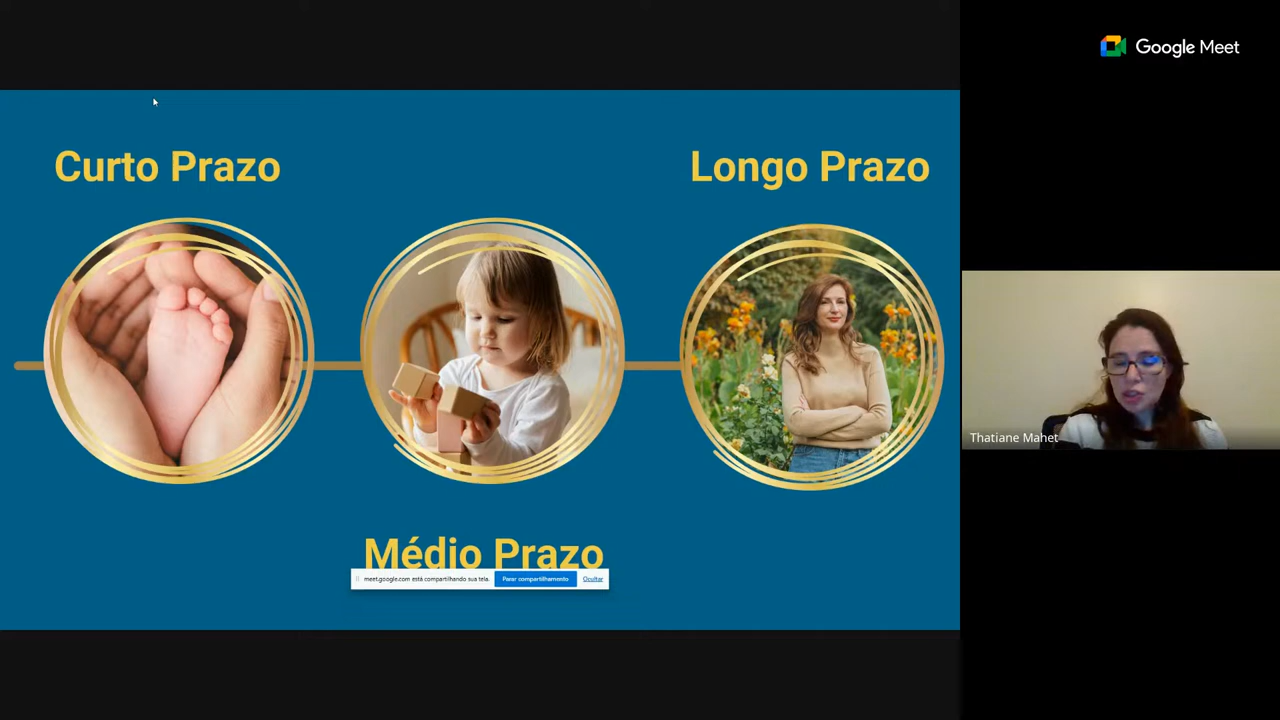 Google Meet
Curto Prazo
Longo Prazo
Thatiane Mahet
Médio Prazo
meet.google.com está compartilhando sua tela.
Parar compartilhamento
Ocultar